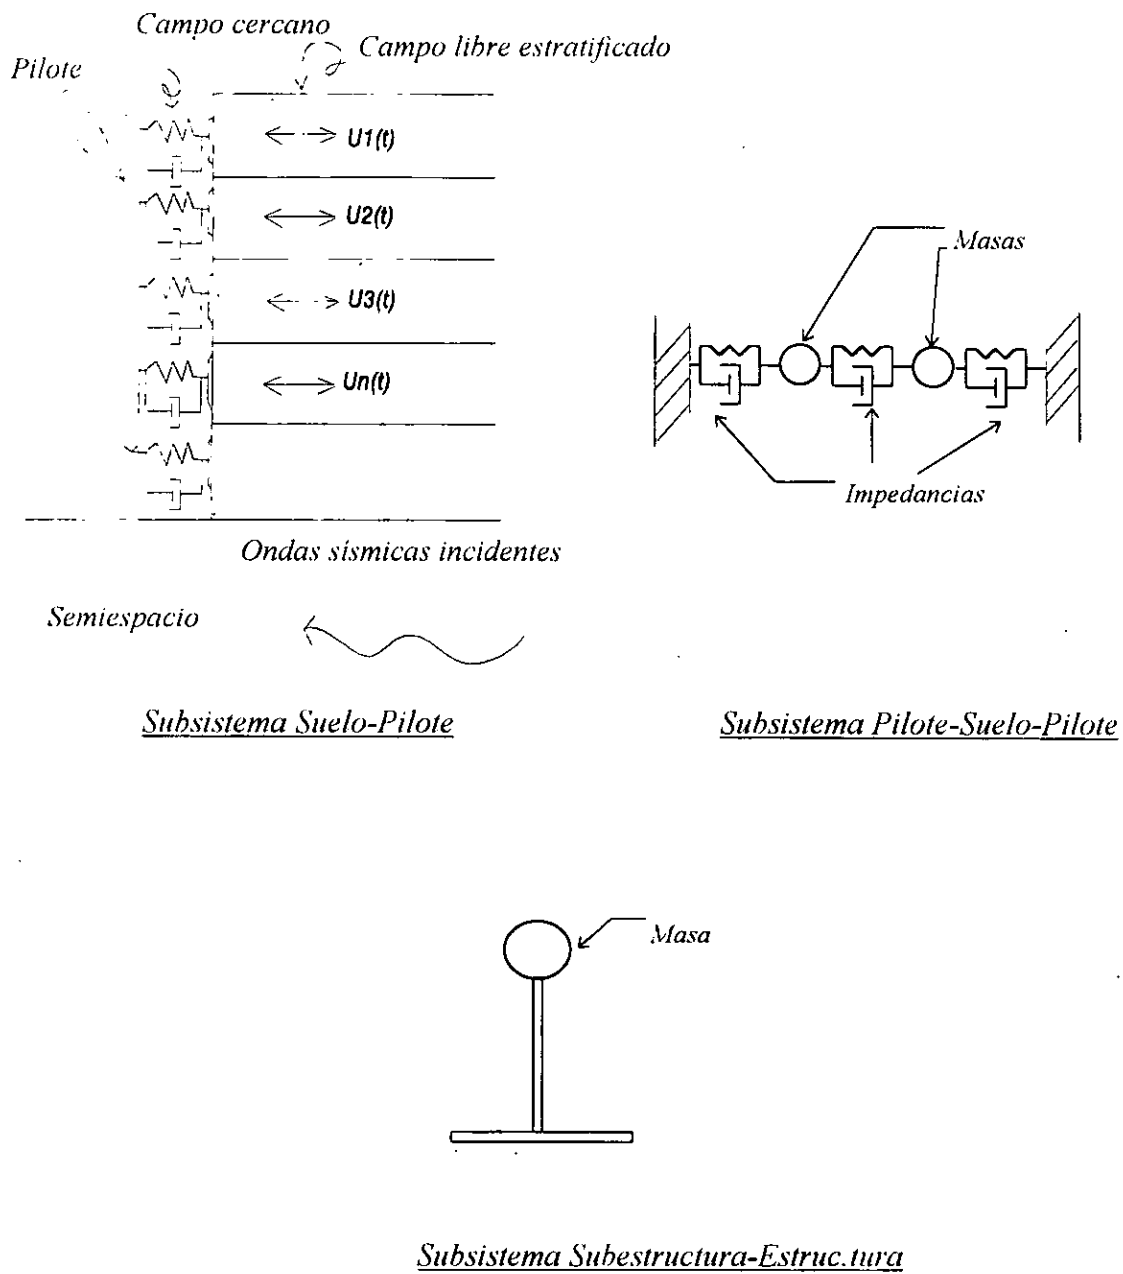 Campo cercano
Campo libre estratificado
Pilote
U1(t)
U2(t)
U3(t)
Un(t)
Masas
Impedancias
Ondas sísmicas incidentes
Semiespacio
Subsistema Suelo-Pilote
Subsistema Pilote-Suelo-Pilote
Masa
Subsistema Subestructura-Estruc.tura